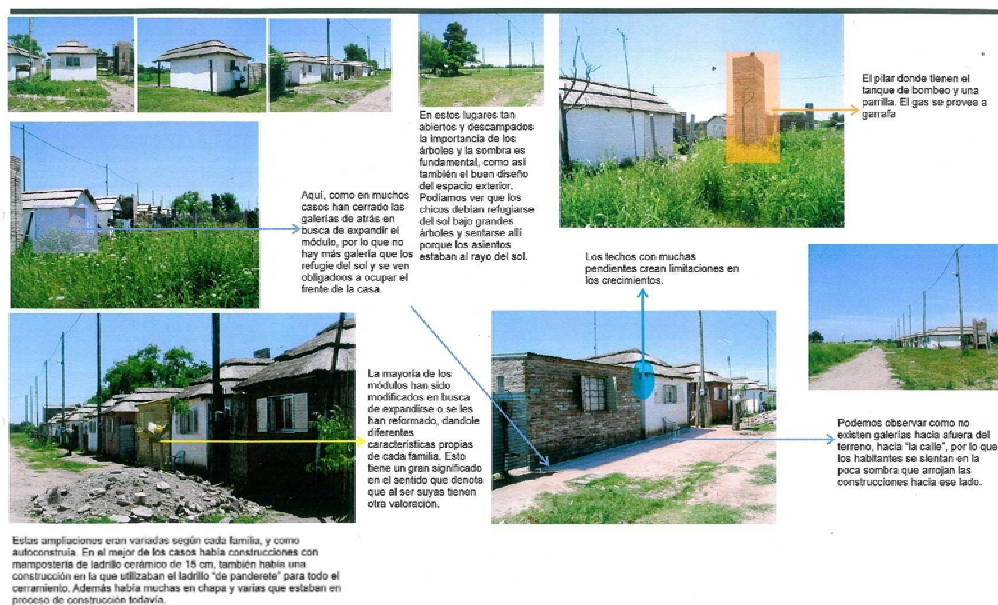 El pilar donde tienen el
tanque de bombeo y una
parrilla. El gas se provee a
garrafa
En estos lugares tan
abiertos y descampados
la importancia de los
árboles y la sombra es
fundamental, como así
también el buen diseño
del espacio exterior.
Podíamos ver que los
chicos debían refugiarse
del sol bajo grandes
árboles y sentarse allí
porque los asientos
estaban al rayo del sol.
Aquí, como en muchos
casos han cerrado las
galerías de atrás en
busca de expandir el
módulo, por lo que no
hay más galería que los
refugie del sol y se ven
obligadoos a ocupar el
frente de la casa.
Los techos con muchas
pendientes crean limitaciones en
los crecimientos.
La mayoría de los
módulos han sido
modificados en busca
de expandirse o se les
han reformado, dandole
diferentes
características propias
de cada familia. Esto
tiene un gran significado
en el sentido que denota
que al ser suyas tienen
otra valoración.
Podemos observar como no
existen galerías hacia afuera del
terreno, hacia "la calle", por lo que
los habitantes se sientan en la
poca sombra que arrojan las
construcciones hacia ese lado.
Estas ampliaciones eran variadas según cada familia, y como
autoconstruía. En el mejor de los casos había construcciones con
mampostería de ladrillo cerámico de 15 cm, también había una
construcción en la que utilizaban el ladrillo "de panderete" para todo el
cerramiento. Además había muchas en chapa y varias que estaban en
proceso de construcción todavía.